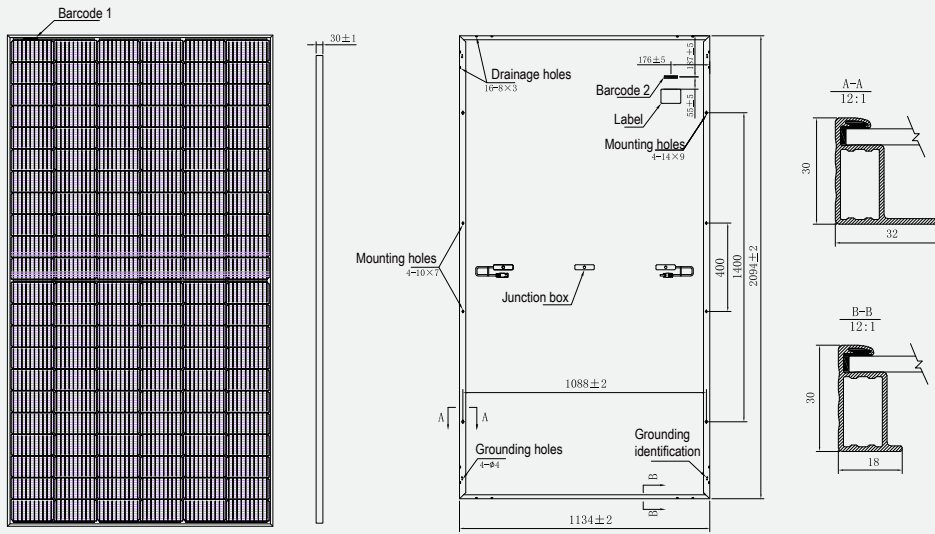 Barcode 1
30±1
Drainage holes
16-8×3
176±5
187±5
Barcode 2
55±5
Label
Mounting holes
4-14×9
Mounting holes
4-10×7
Junction box
400
1400
2094±2
1088±2
A
A
Grounding holes
4-ø4
Grounding
identification
B
B
1134±2
A-A
12:1
30
32
B-B
12:1
30
18